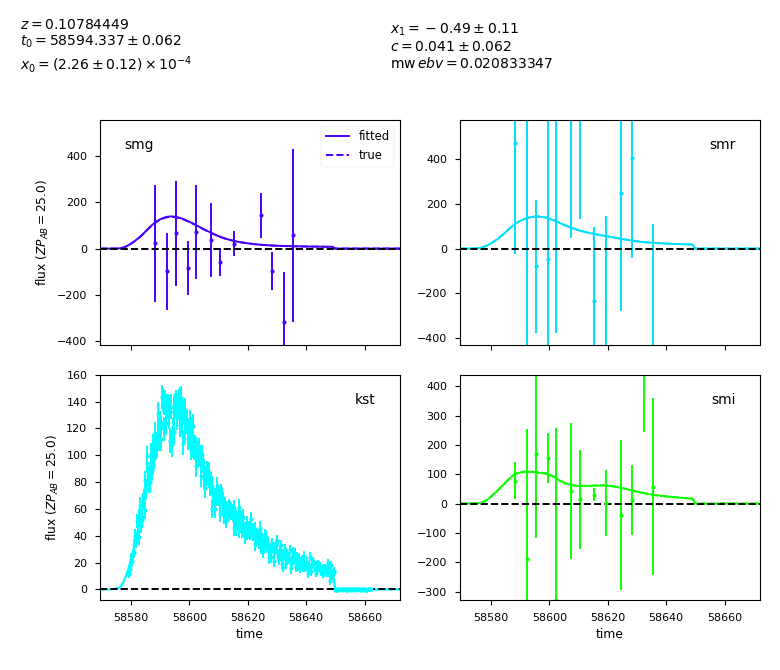 z = 0.10784449
t₀ = 58594.337 ± 0.062
x₀ = (2.26 ± 0.12) × 10⁻⁴
x₁ = −0.49 ± 0.11
c = 0.041 ± 0.062
mw ebv = 0.020833347
smg
fitted
true
flux (ZP_AB = 25.0)
400
200
0
−200
−400
smr
400
200
0
−200
−400
kst
flux (ZP_AB = 25.0)
160
140
120
100
80
60
40
20
0
58580 58600 58620 58640 58660
time
smi
400
300
200
100
0
−100
−200
−300
58580 58600 58620 58640 58660
time